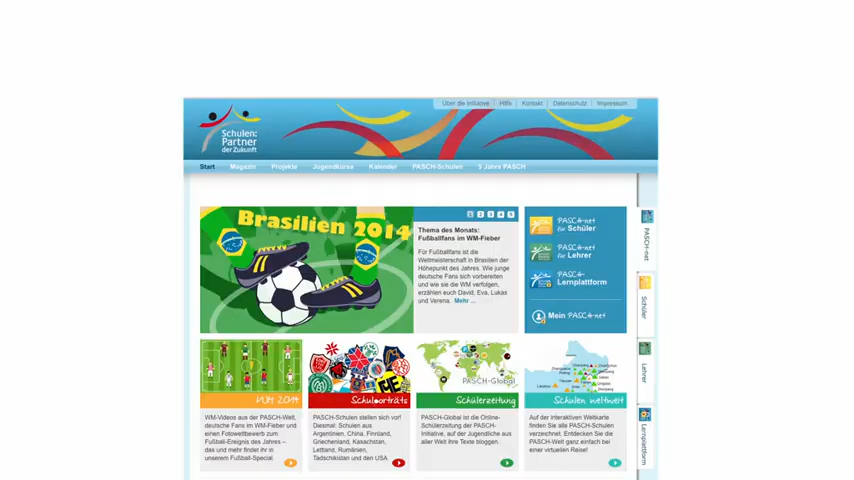 Über die Initiative | Hilfe | Kontakt | Datenschutz | Impressum
Schulen:
Partner
der Zukunft
Start Magazin Projekte Jugendkurse Kalender PASCH-Schulen 5 Jahre PASCH
Brasilien 2014
1 2 3 4 5
Thema des Monats:
Fußballfans im WM-Fieber
Für Fußballfans ist die
Weltmeisterschaft in Brasilien der
Höhepunkt des Jahres. Wie junge
deutsche Fans sich vorbereiten
und wie sie die WM verfolgen,
erzählen euch David, Eva, Lukas
und Verena. Mehr ...
PASCH-net
für Schüler
PASCH-net
für Lehrer
PASCH-
Lernplattform
Mein PASCH-net
PASCH-net
Schüler
Lehrer
Lernplattform
WM 2014
WM-Videos aus der PASCH-Welt,
deutsche Fans im WM-Fieber und
einen Fotowettbewerb zum
Fußball-Ereignis des Jahres –
das und mehr findet ihr in
unserem Fußball-Special.
Schulporträts
PASCH-Schulen stellen sich vor!
Diesmal: Schulen aus
Argentinien, China, Finnland,
Griechenland, Kasachstan,
Lettland, Rumänien,
Tadschikistan und den USA.
PASCH-Global
Schülerzeitung
PASCH-Global ist die Online-
Schülerzeitung der PASCH-
Initiative, auf der Jugendliche aus
aller Welt ihre Texte bloggen.
Schulen weltweit
Auf der interaktiven Weltkarte
finden Sie alle PASCH-Schulen
verzeichnet. Entdecken Sie die
PASCH-Welt ganz einfach bei
einer virtuellen Reise!